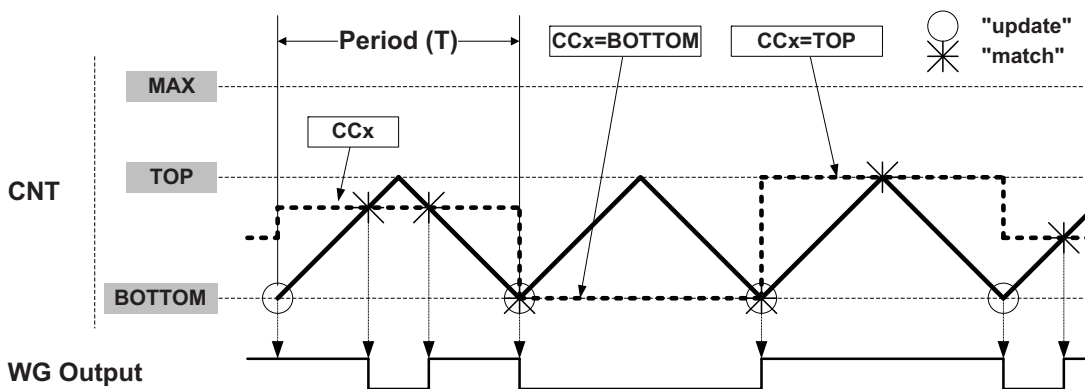 Period (T)
CCx=BOTTOM
CCx=TOP
"update"
"match"
MAX
CCx
TOP
CNT
BOTTOM
WG Output